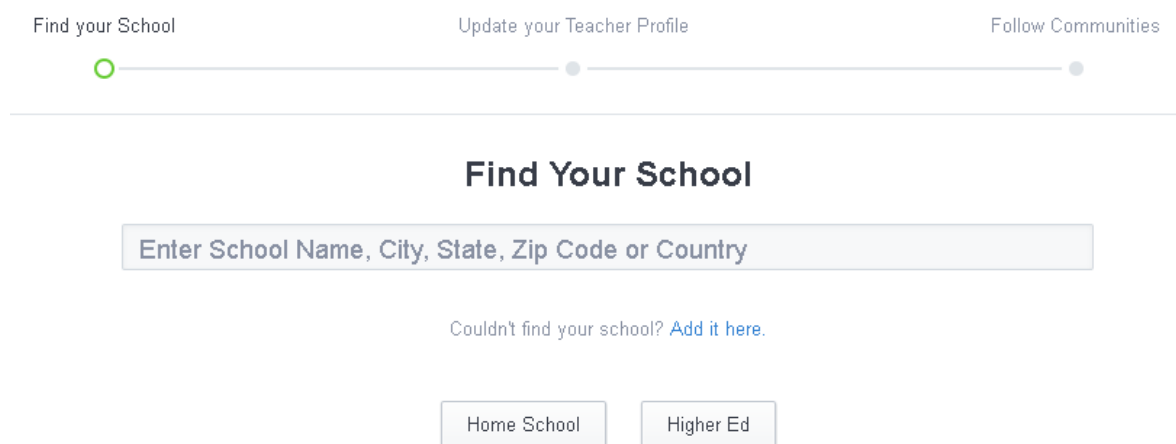 Find your School Update your Teacher Profile Follow Communities
Find Your School
Enter School Name, City, State, Zip Code or Country
Couldn't find your school? Add it here.
Home School Higher Ed